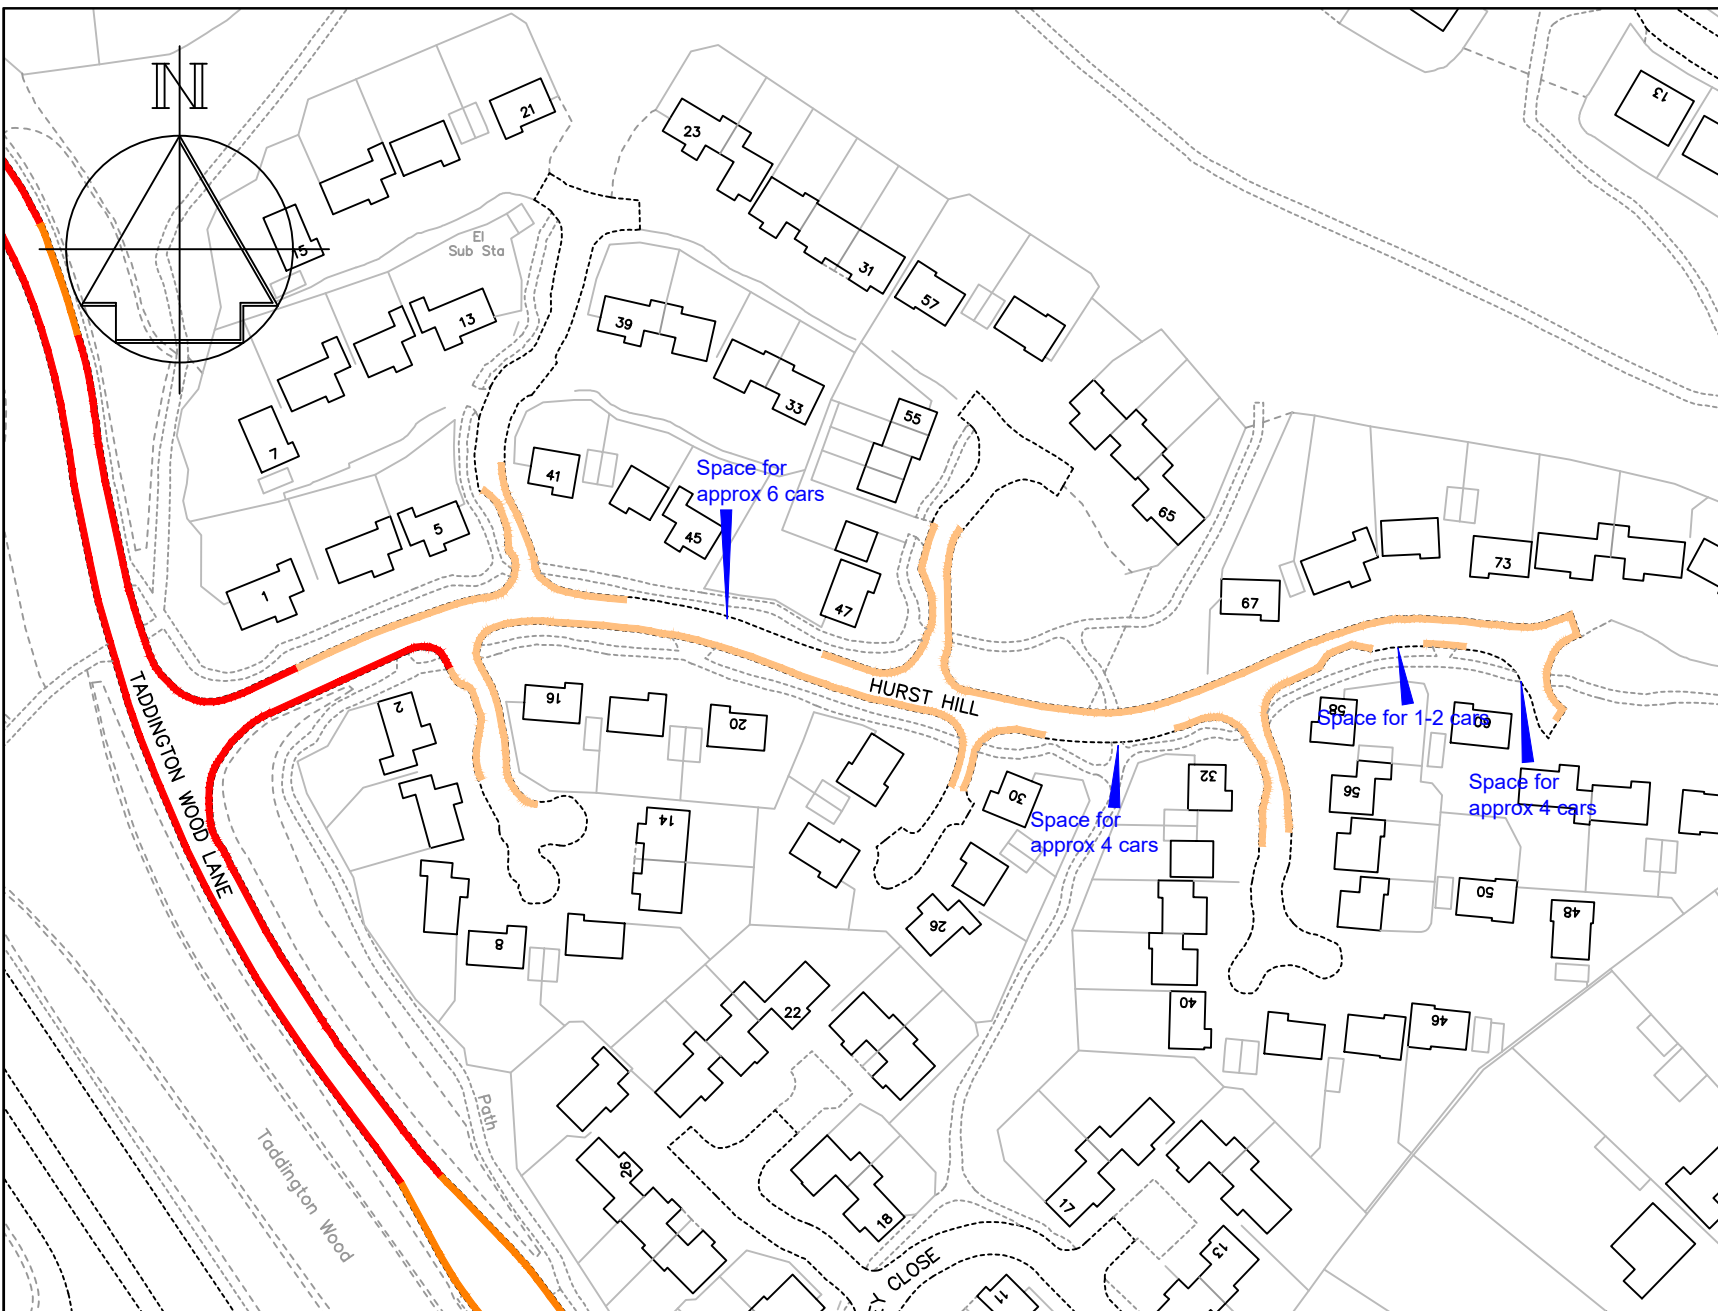 N
21
23
13
15
El
Sub Sta
31
57
13
39
33
55
7
41
65
5
45
Space for
approx 6 cars
73
1
47
67
HURST HILL
TADDINGTON WOOD LANE
2
16
20
58
60
Space for 1-2 cars
32
Space for
approx 4 cars
56
30
Space for
approx 4 cars
14
50
48
26
8
22
40
46
Path
Taddington Wood
26
18
17
13
CLOSE
11